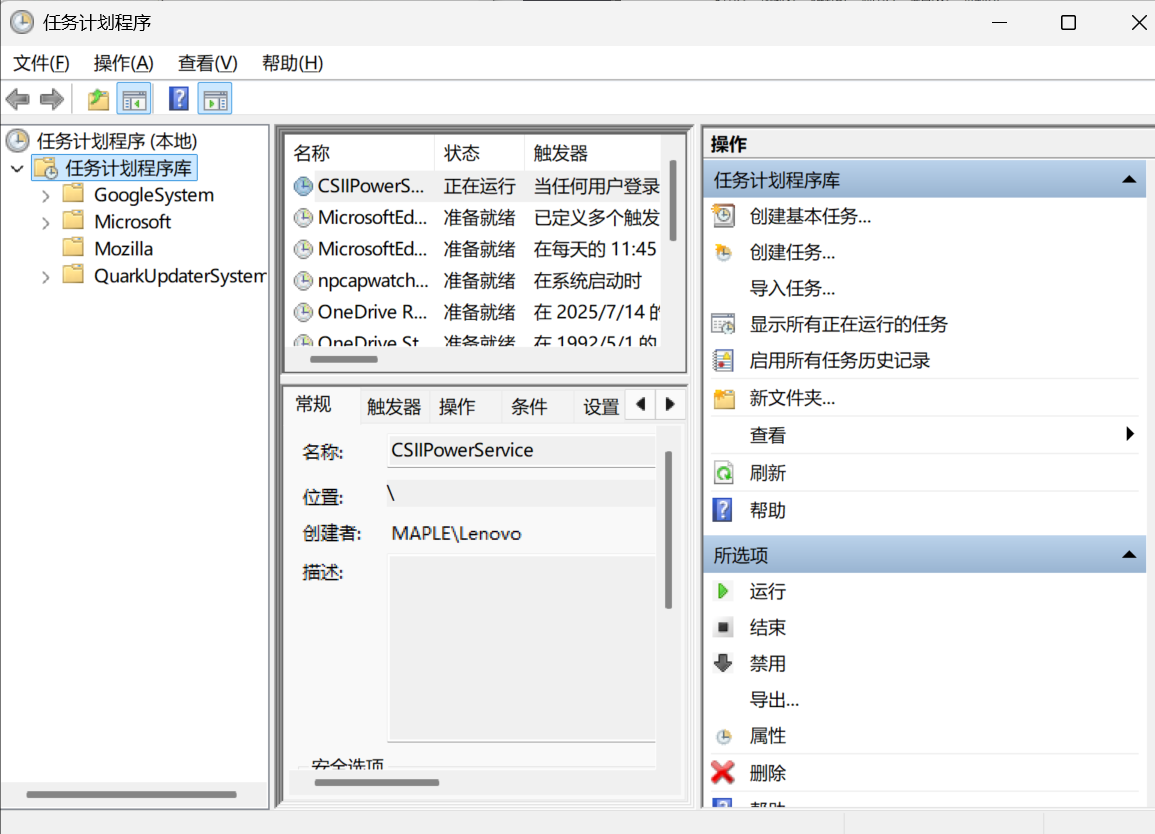 任务计划程序
文件(F) 操作(A) 查看(V) 帮助(H)
任务计划程序 (本地)
任务计划程序库
GoogleSystem
Microsoft
Mozilla
QuarkUpdaterSystem
名称 状态 触发器
CSIIPowerS... 正在运行 当任何用户登录
MicrosoftEd... 准备就绪 已定义多个触发
MicrosoftEd... 准备就绪 在每天的 11:45
npcapwatch... 准备就绪 在系统启动时
OneDrive R... 准备就绪 在 2025/7/14 的
OneDrive St 准备就绪 在 1992/5/1 的
常规 触发器 操作 条件 设置
名称: CSIIPowerService
位置: \
创建者: MAPLE\Lenovo
描述:
安全选项
操作
任务计划程序库
创建基本任务...
创建任务...
导入任务...
显示所有正在运行的任务
启用所有任务历史记录
新文件夹...
查看
刷新
帮助
所选项
运行
结束
禁用
导出...
属性
删除
帮助